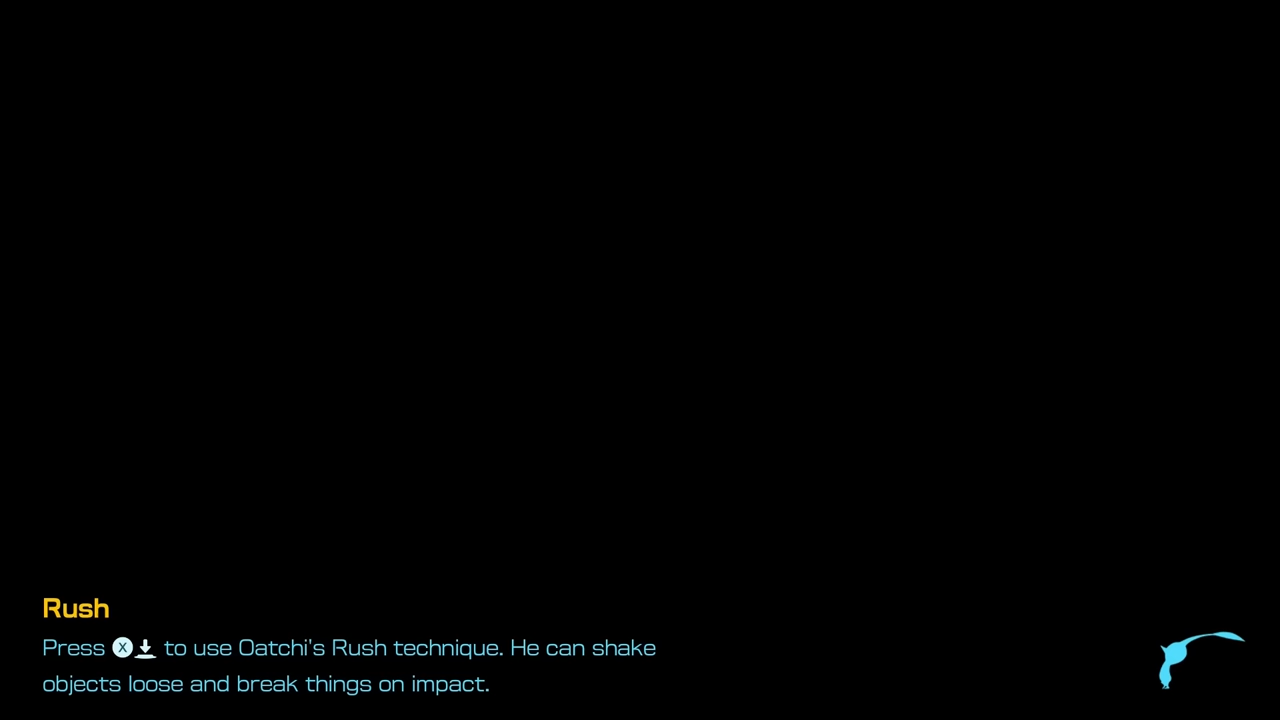 Rush
Press X to use Oatchi's Rush technique. He can shake
objects loose and break things on impact.